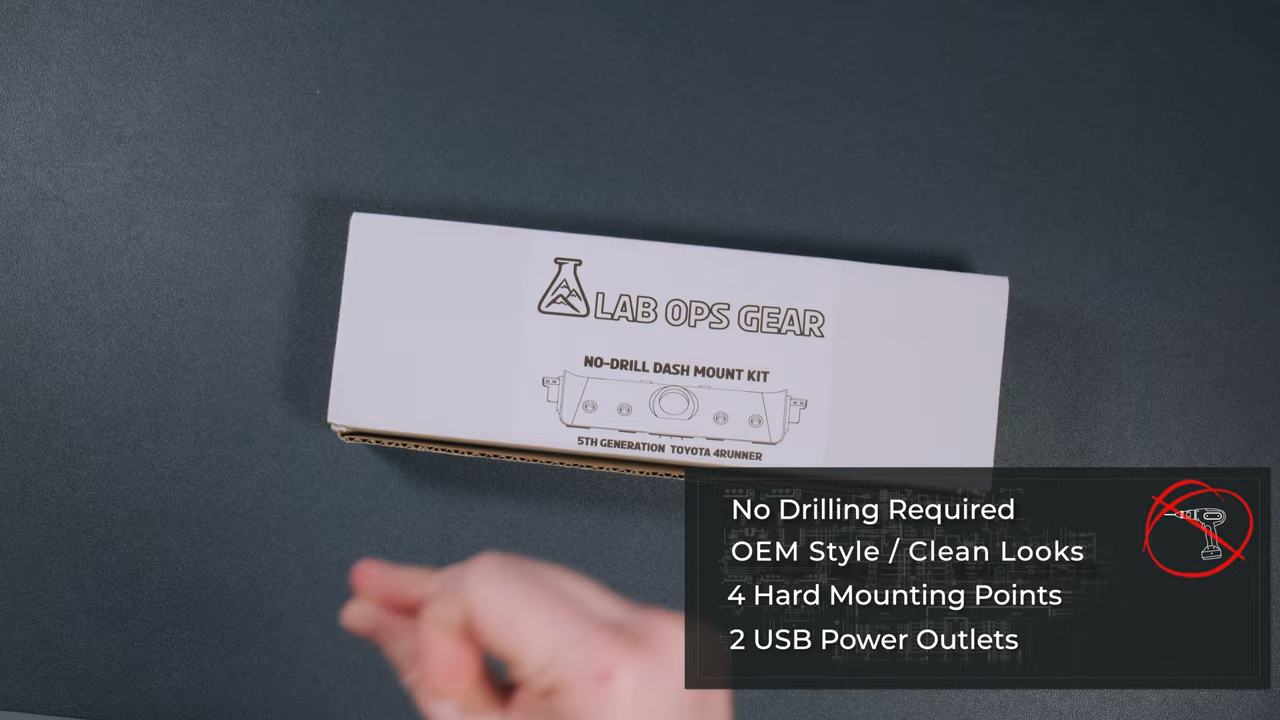 LAB OPS GEAR
NO-DRILL DASH MOUNT KIT
5TH GENERATION TOYOTA 4RUNNER
No Drilling Required
OEM Style / Clean Looks
4 Hard Mounting Points
2 USB Power Outlets